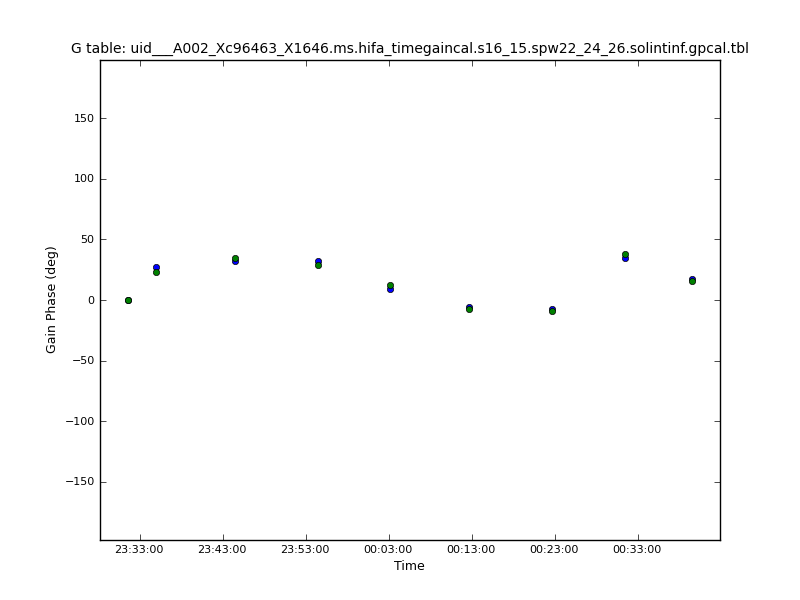 G table: uid___A002_Xc96463_X1646.ms.hifa_timegaincal.s16_15.spw22_24_26.solintinf.gpcal.tbl
150
100
50
0
−50
−100
−150
Gain Phase (deg)
23:33:00 23:43:00 23:53:00 00:03:00 00:13:00 00:23:00 00:33:00
Time